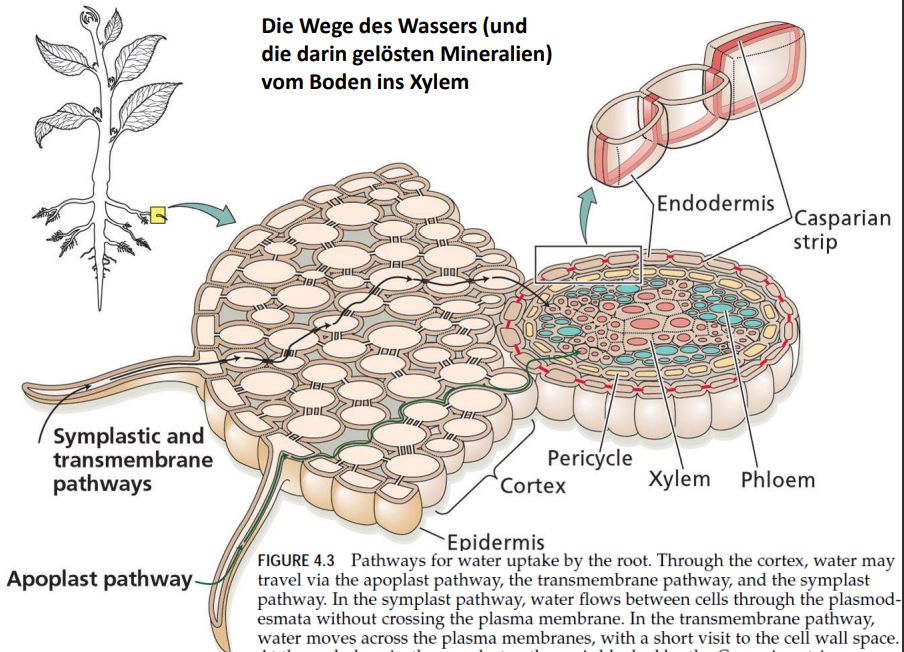 Die Wege des Wassers (und
die darin gelösten Mineralien)
vom Boden ins Xylem
Endodermis
Casparian
strip
Symplastic and
transmembrane
pathways
Pericycle
Xylem
Phloem
Cortex
Epidermis
Apoplast pathway
FIGURE 4.3 Pathways for water uptake by the root. Through the cortex, water may
travel via the apoplast pathway, the transmembrane pathway, and the symplast
pathway. In the symplast pathway, water flows between cells through the plasmod-
esmata without crossing the plasma membrane. In the transmembrane pathway,
water moves across the plasma membranes, with a short visit to the cell wall space.